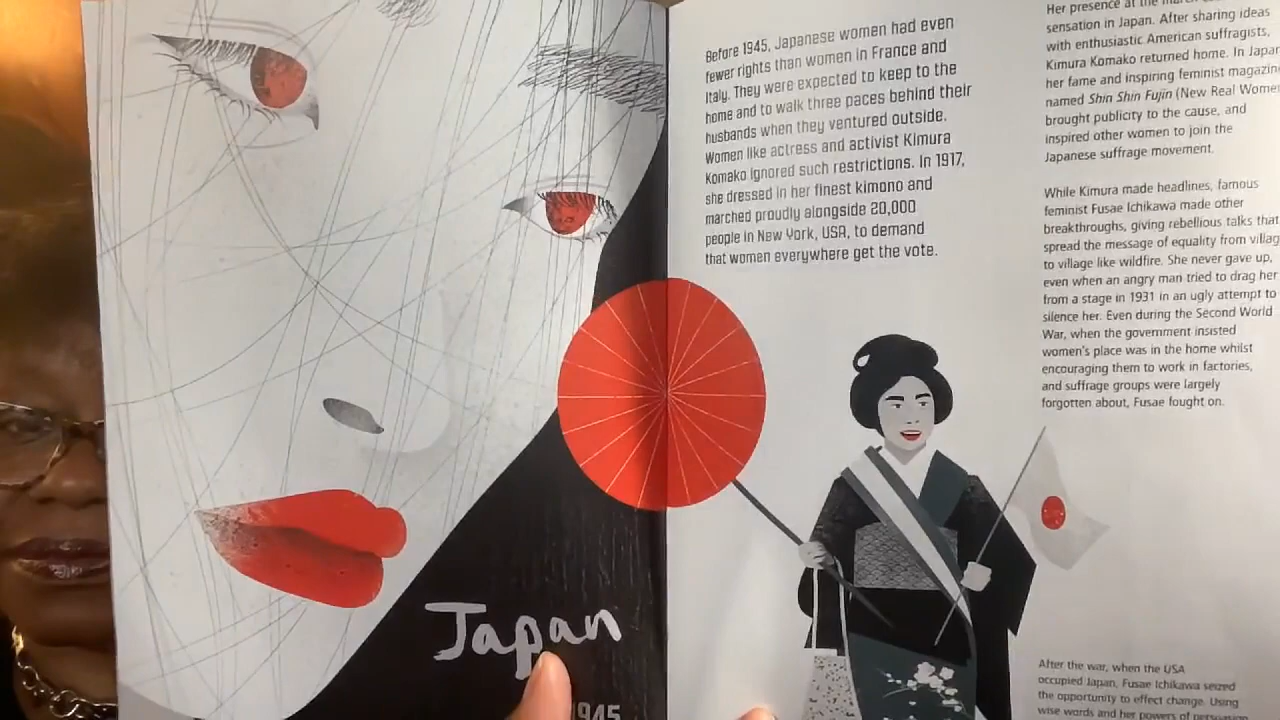 Japan
1945
Before 1945, Japanese women had even
fewer rights than women in France and
Italy. They were expected to keep to the
home and to walk three paces behind their
husbands when they ventured outside.
Women like actress and activist Kimura
Komako ignored such restrictions. In 1917,
she dressed in her finest kimono and
marched proudly alongside 20,000
people in New York, USA, to demand
that women everywhere get the vote.
Her presence at the march
sensation in Japan. After sharing ideas
with enthusiastic American suffragists,
Kimura Komako returned home. In Japan
her fame and inspiring feminist magazine
named Shin Shin Fujin (New Real Women
brought publicity to the cause, and
inspired other women to join the
Japanese suffrage movement.
While Kimura made headlines, famous
feminist Fusae Ichikawa made other
breakthroughs, giving rebellious talks that
spread the message of equality from village
to village like wildfire. She never gave up,
even when an angry man tried to drag her
from a stage in 1931 in an ugly attempt to
silence her. Even during the Second World
War, when the government insisted
women's place was in the home whilst
encouraging them to work in factories,
and suffrage groups were largely
forgotten about, Fusae fought on.
After the war, when the USA
occupied Japan, Fusae Ichikawa seized
the opportunity to effect change. Using
wise words and her powers of persuasion